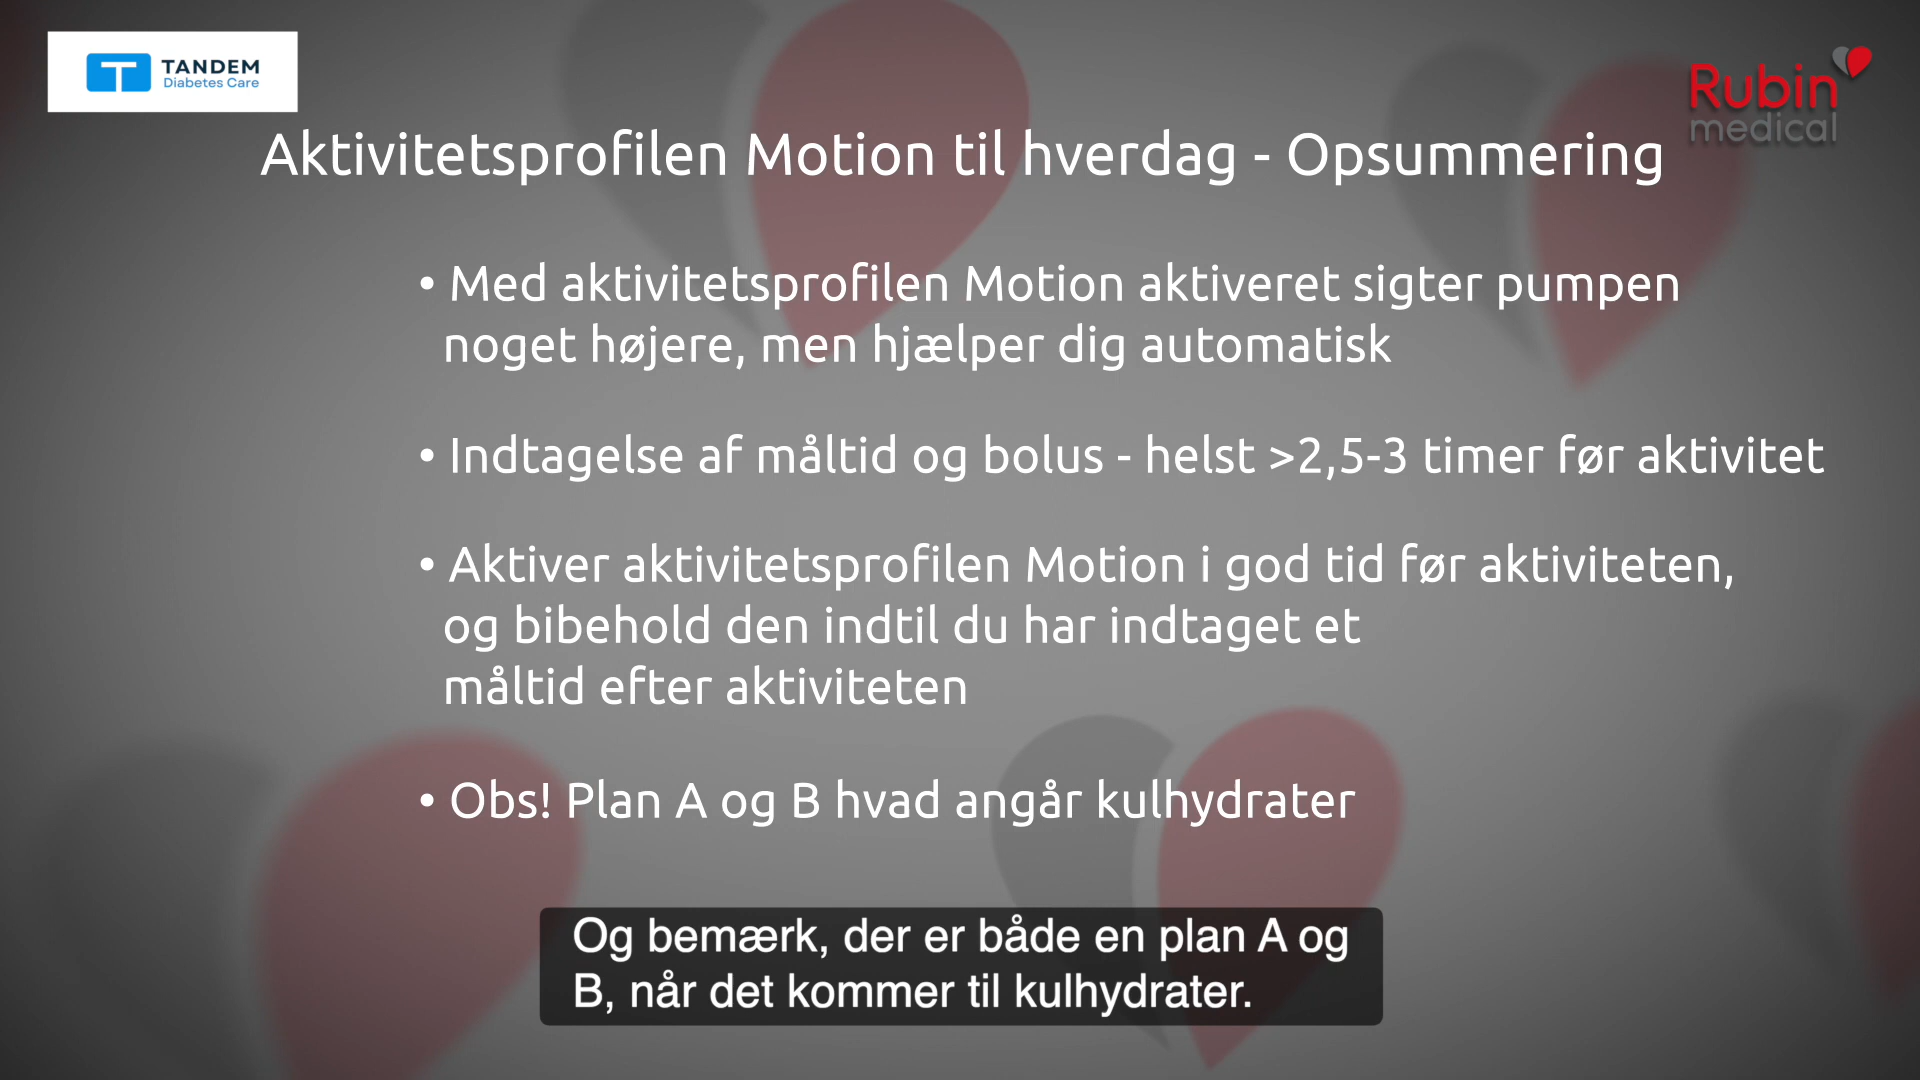 TANDEM
Diabetes Care
Rubin
medical
Aktivitetsprofilen Motion til hverdag - Opsummering
• Med aktivitetsprofilen Motion aktiveret sigter pumpen
noget højere, men hjælper dig automatisk
• Indtagelse af måltid og bolus - helst >2,5-3 timer før aktivitet
• Aktiver aktivitetsprofilen Motion i god tid før aktiviteten,
og bibehold den indtil du har indtaget et
måltid efter aktiviteten
• Obs! Plan A og B hvad angår kulhydrater
Og bemærk, der er både en plan A og
B, når det kommer til kulhydrater.